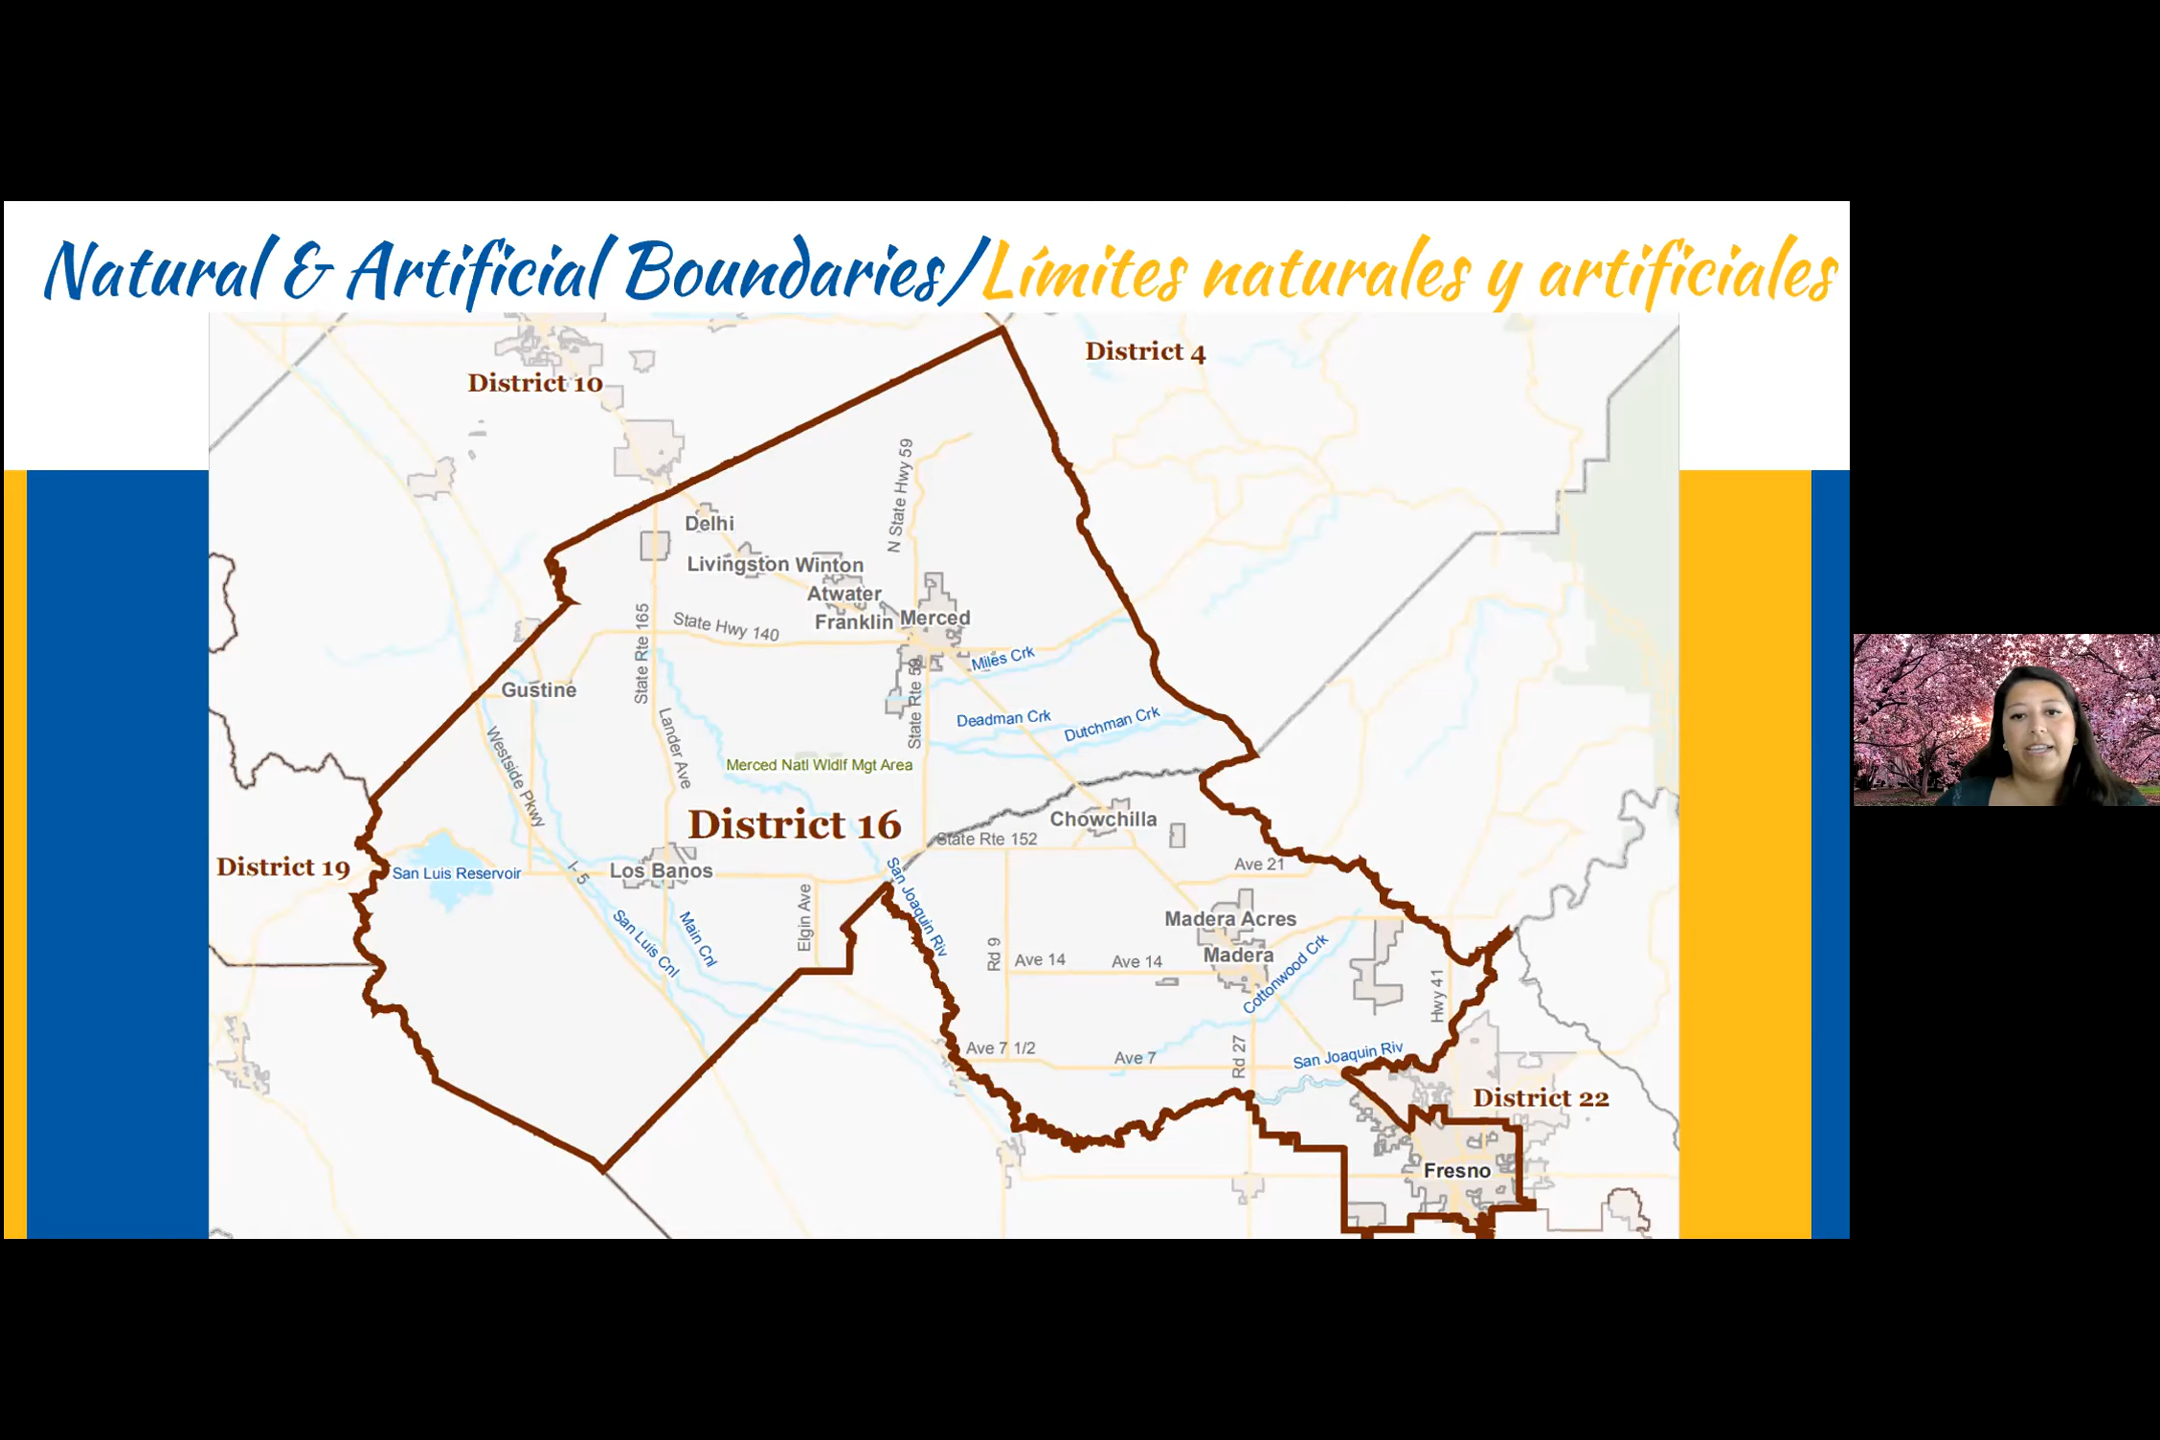 Natural & Artificial Boundaries/Límites naturales y artificiales
District 4
District 10
N State Hwy 59
Delhi
Livingston Winton
Atwater
Franklin Merced
State Hwy 140
State Rte 165
Miles Crk
State Rte 59
Gustine
Deadman Crk
Dutchman Crk
Lander Ave
Westside Pkwy
Merced Natl Wldlf Mgt Area
District 16
Chowchilla
State Rte 152
District 19
San Luis Reservoir
I- 5
Los Banos
Ave 21
San Joaquin Riv
Elgin Ave
Main Cnl
San Luis Cnl
Madera Acres
Madera
Rd 9
Ave 14
Ave 14
Cottonwood Crk
Hwy 41
Ave 7 1/2
Ave 7
Rd 27
San Joaquin Riv
District 22
Fresno